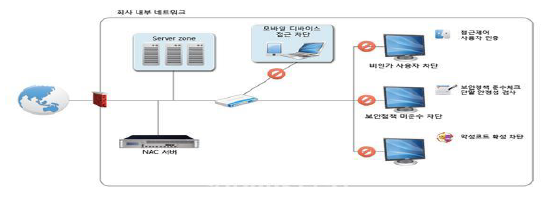 회사 내부 네트워크
Server zone
모바일 디바이스
접근 차단
접근제어
사용자 인증
비인가 사용자 차단
보안정책 준수체크
단말 안정성 검사
보안정책 미준수 차단
악성코드 확성 차단
NAC 서버